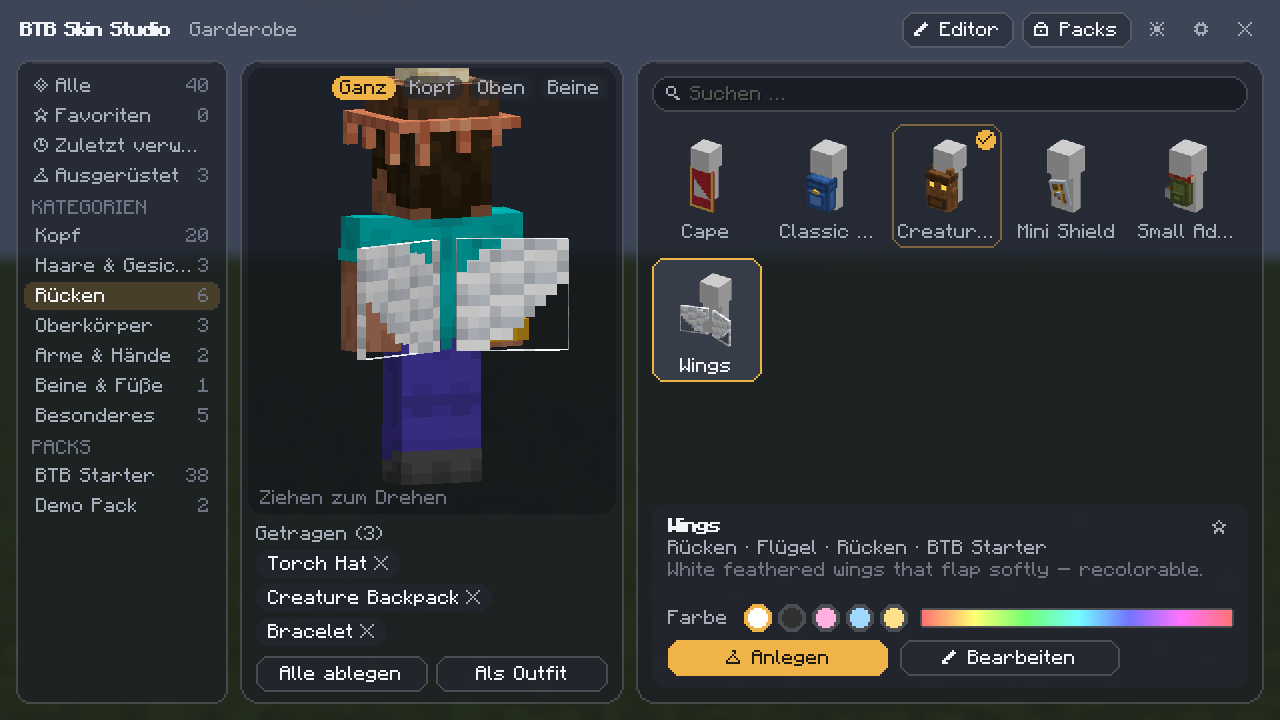 BTB Skin Studio Garderobe
Editor
Packs
Alle 40
Favoriten 0
Zuletzt verw...
Ausgerüstet 3
KATEGORIEN
Kopf 20
Haare & Gesic... 3
Rücken 6
Oberkörper 3
Arme & Hände 2
Beine & Füße 1
Besonderes 5
PACKS
BTB Starter 38
Demo Pack 2
Ganz Kopf Oben Beine
Ziehen zum Drehen
Getragen (3)
Torch Hat
Creature Backpack
Bracelet
Alle ablegen
Als Outfit
Suchen ...
Cape
Classic ...
Creatur...
Mini Shield
Small Ad...
Wings
Wings
Rücken · Flügel · Rücken · BTB Starter
White feathered wings that flap softly — recolorable.
Farbe
Anlegen
Bearbeiten